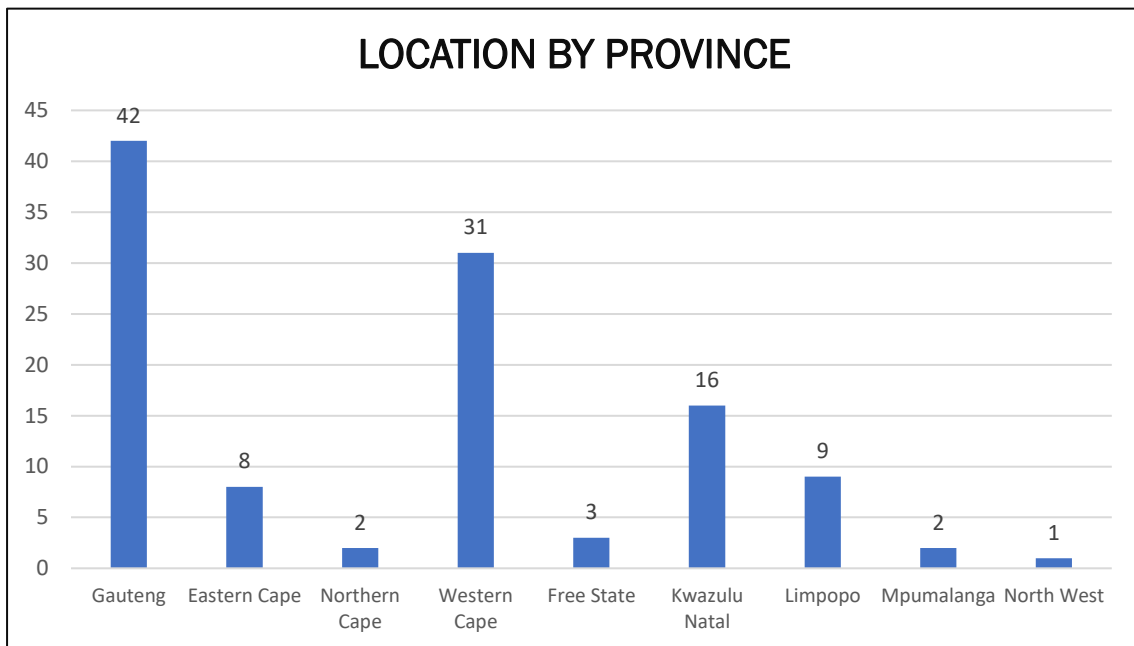 LOCATION BY PROVINCE
45
40
35
30
25
20
15
10
5
0
42
8
2
31
3
16
9
2
1
Gauteng
Eastern Cape
Northern
Cape
Western
Cape
Free State
Kwazulu
Natal
Limpopo
Mpumalanga
North West